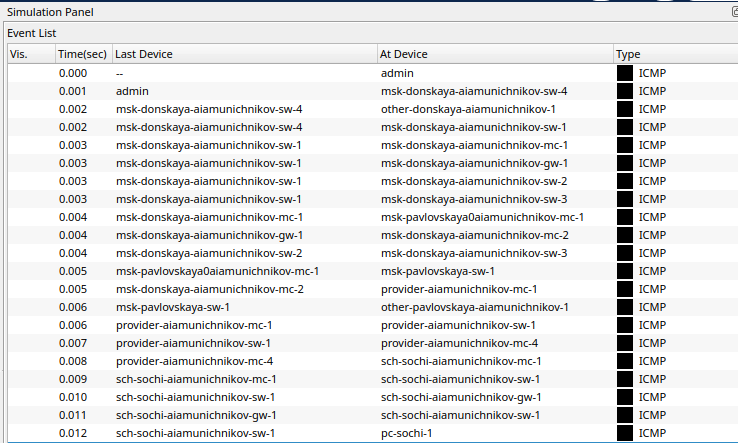 Simulation Panel
Event List
Vis. Time(sec) Last Device At Device Type
0.000 -- admin ICMP
0.001 admin msk-donskaya-aiamunichnikov-sw-4 ICMP
0.002 msk-donskaya-aiamunichnikov-sw-4 other-donskaya-aiamunichnikov-1 ICMP
0.002 msk-donskaya-aiamunichnikov-sw-4 msk-donskaya-aiamunichnikov-sw-1 ICMP
0.003 msk-donskaya-aiamunichnikov-sw-1 msk-donskaya-aiamunichnikov-mc-1 ICMP
0.003 msk-donskaya-aiamunichnikov-sw-1 msk-donskaya-aiamunichnikov-gw-1 ICMP
0.003 msk-donskaya-aiamunichnikov-sw-1 msk-donskaya-aiamunichnikov-sw-2 ICMP
0.003 msk-donskaya-aiamunichnikov-sw-1 msk-donskaya-aiamunichnikov-sw-3 ICMP
0.004 msk-donskaya-aiamunichnikov-mc-1 msk-pavlovskaya0aiamunichnikov-mc-1 ICMP
0.004 msk-donskaya-aiamunichnikov-gw-1 msk-donskaya-aiamunichnikov-mc-2 ICMP
0.004 msk-donskaya-aiamunichnikov-sw-2 msk-donskaya-aiamunichnikov-sw-3 ICMP
0.005 msk-pavlovskaya0aiamunichnikov-mc-1 msk-pavlovskaya-sw-1 ICMP
0.005 msk-donskaya-aiamunichnikov-mc-2 provider-aiamunichnikov-mc-1 ICMP
0.006 msk-pavlovskaya-sw-1 other-pavlovskaya-aiamunichnikov-1 ICMP
0.006 provider-aiamunichnikov-mc-1 provider-aiamunichnikov-sw-1 ICMP
0.007 provider-aiamunichnikov-sw-1 provider-aiamunichnikov-mc-4 ICMP
0.008 provider-aiamunichnikov-mc-4 sch-sochi-aiamunichnikov-mc-1 ICMP
0.009 sch-sochi-aiamunichnikov-mc-1 sch-sochi-aiamunichnikov-sw-1 ICMP
0.010 sch-sochi-aiamunichnikov-sw-1 sch-sochi-aiamunichnikov-gw-1 ICMP
0.011 sch-sochi-aiamunichnikov-gw-1 sch-sochi-aiamunichnikov-sw-1 ICMP
0.012 sch-sochi-aiamunichnikov-sw-1 pc-sochi-1 ICMP